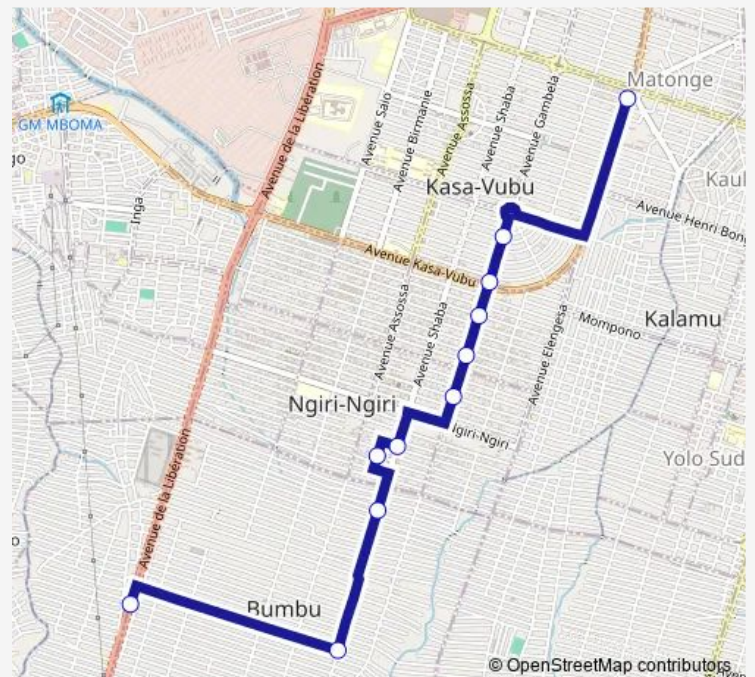 Matonge
GM MBOMA
Avenue de la Libération
Avenue Saio
Avenue Birmanie
Avenue Assossa
Avenue Shaba
Avenue Gambela
go
Kasa-Vubu
Kaul
Inga
Avenue Henri Bon
Avenue Kasa-Vubu
Avenue Assossa
Avenue Shaba
Avenue Elengesa
Mompono
Kalamu
Ngiri-Ngiri
Igiri-Ngiri
Yolo Sud
Avenue de la Libération
o
Bumbu
© OpenStreetMap contributors